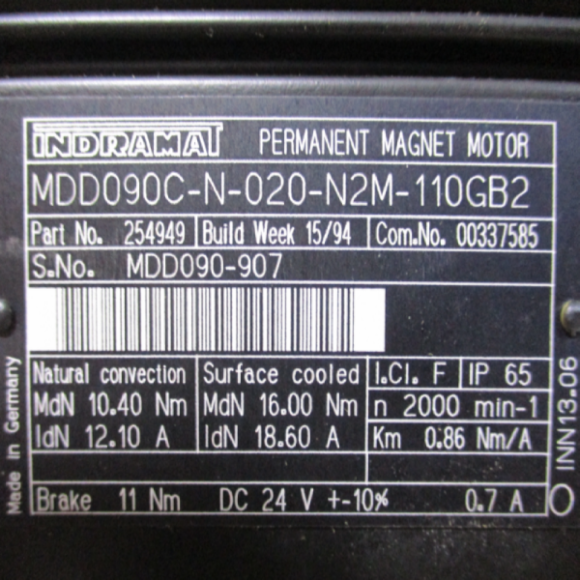 INDRAMAT PERMANENT MAGNET MOTOR
MDD090C-N-020-N2M-110GB2
Part No. 254949 Build Week 15/94 Com.No. 00337585
S.No. MDD090-907
Natural convection Surface cooled I.Cl. F IP 65
MdN 10.40 Nm MdN 16.00 Nm n 2000 min-1
IdN 12.10 A IdN 18.60 A Km 0.86 Nm/A
Brake 11 Nm DC 24 V +-10% 0.7 A
Made in Germany
INN13.06